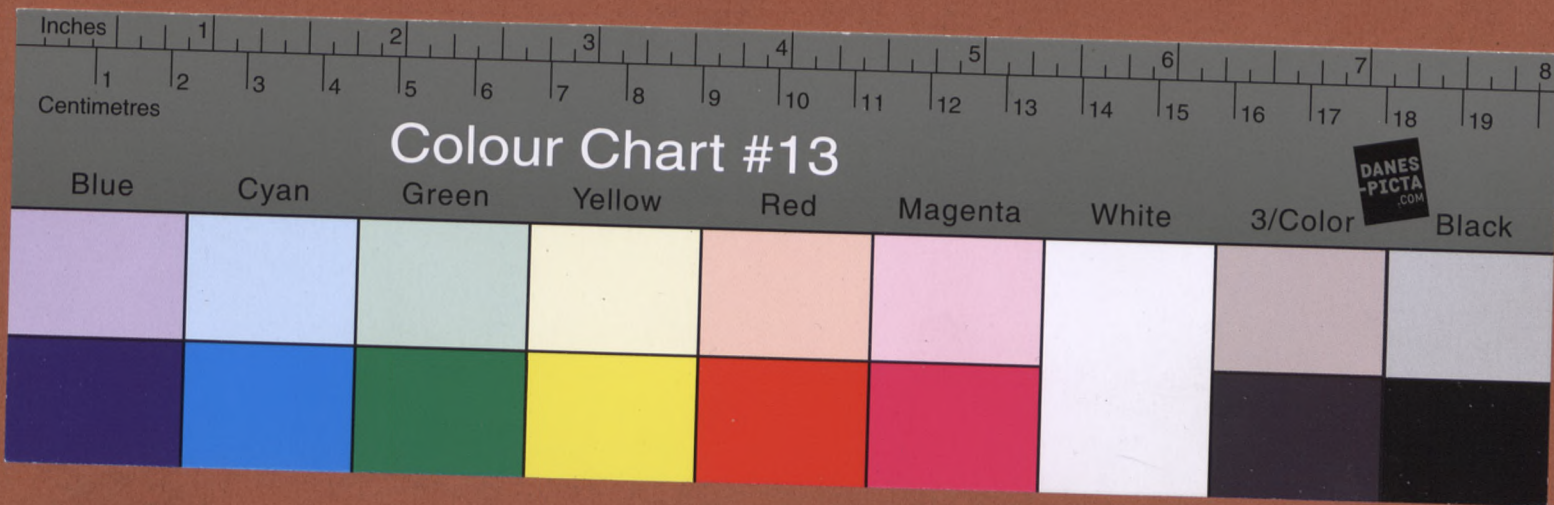 Inches 1 2 3 4 5 6 7 8
1 2 3 4 5 6 7 8 9 10 11 12 13 14 15 16 17 18 19
Centimetres
Colour Chart #13
DANES
-PICTA
.COM
Blue Cyan Green Yellow Red Magenta White 3/Color Black